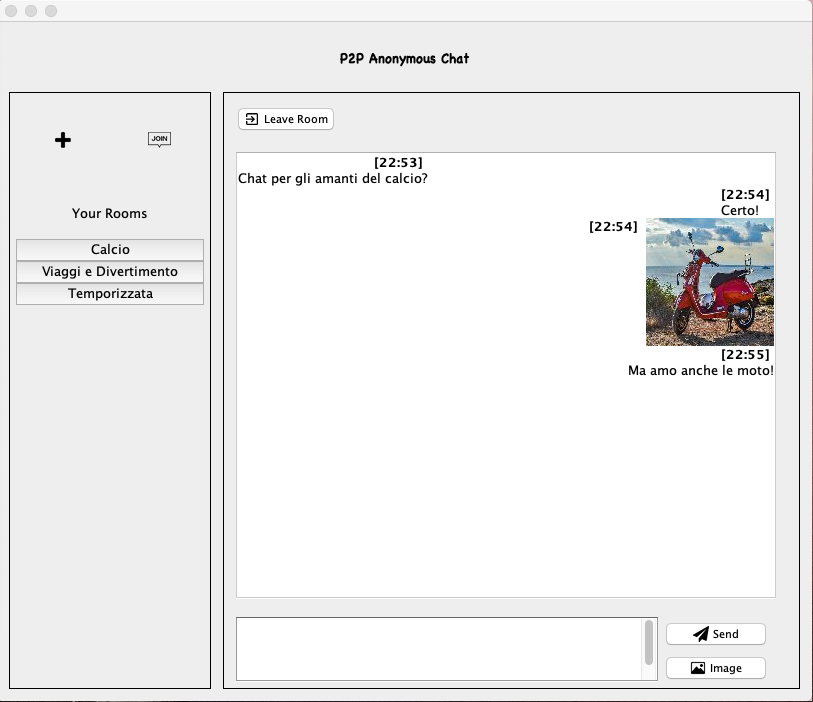 P2P Anonymous Chat
JOIN
Your Rooms
Calcio
Viaggi e Divertimento
Temporizzata
Leave Room
[22:53]
Chat per gli amanti del calcio?
[22:54]
Certo!
[22:54]
[22:55]
Ma amo anche le moto!
Send
Image